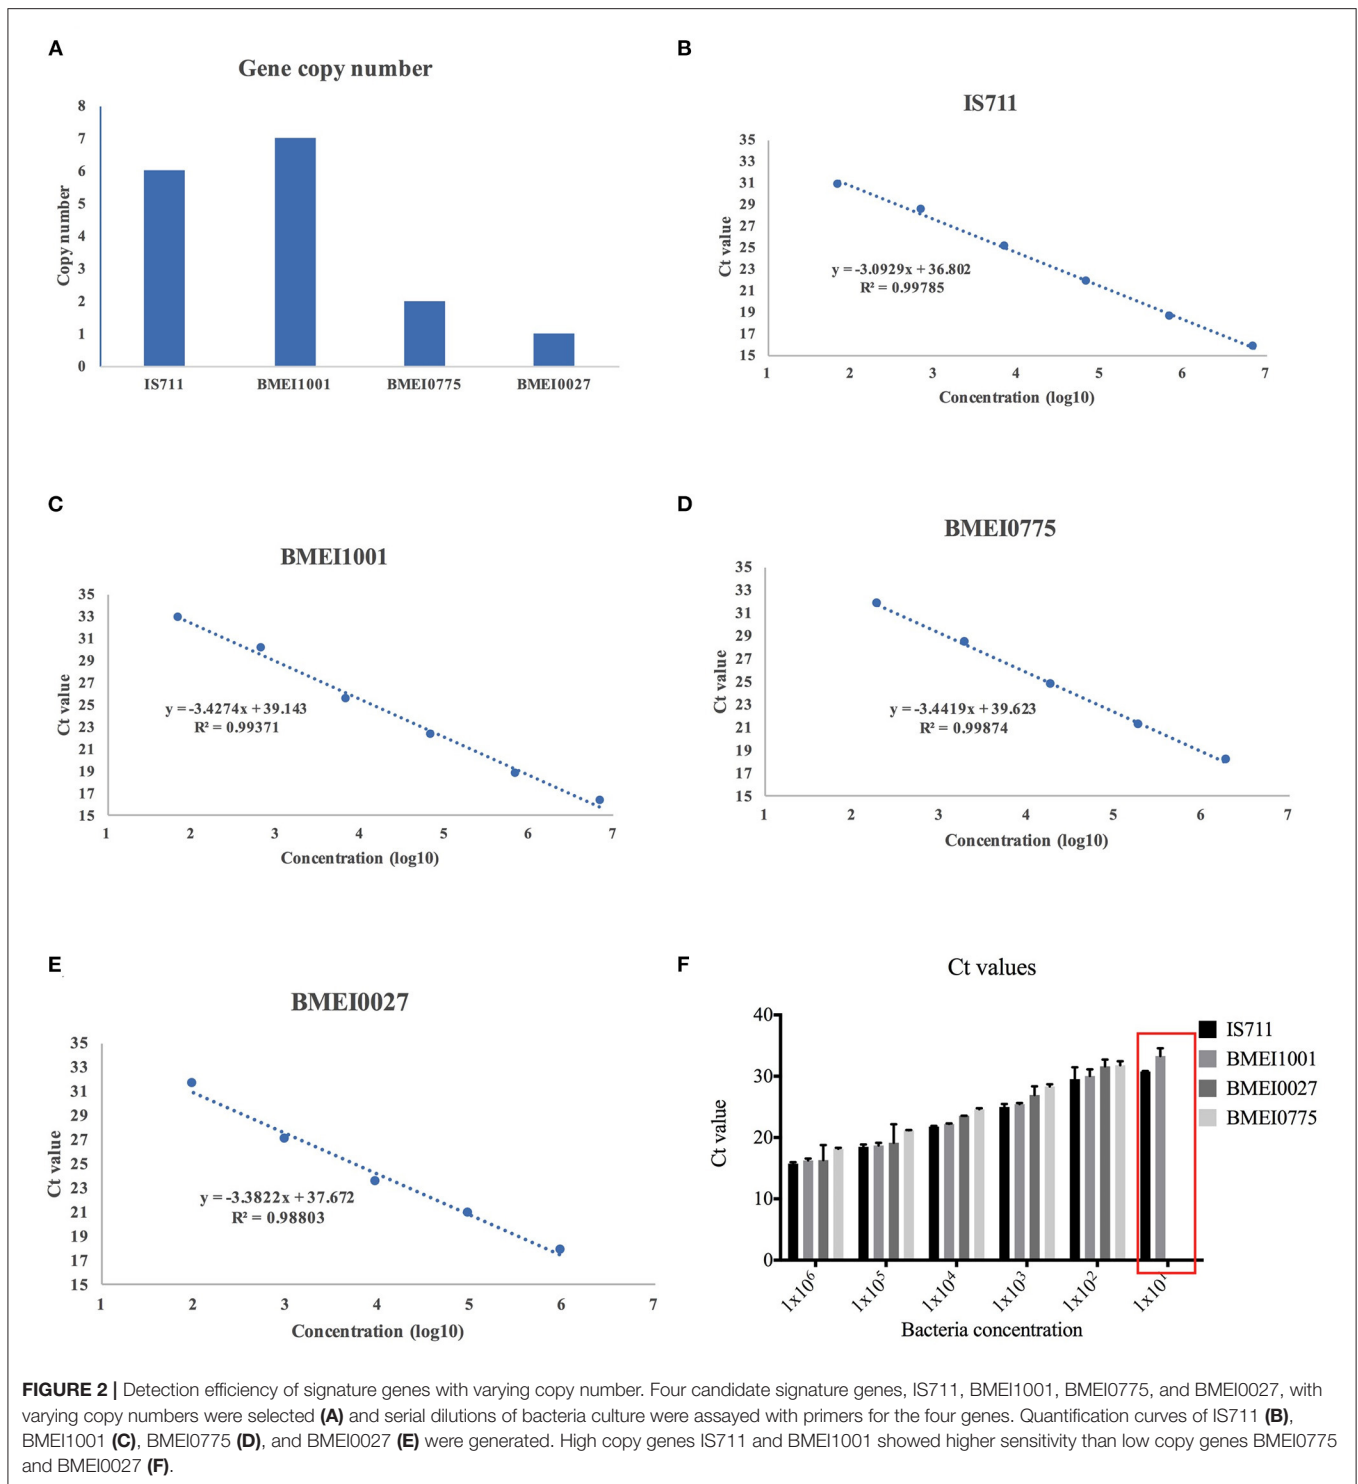 A
Gene copy number
8
7
6
5
4
3
2
1
0
Copy number
IS711 BMEI1001 BMEI0775 BMEI0027
B
IS711
35
33
31
29
27
25
23
21
19
17
15
Ct value
y = -3.0929x + 36.802
R² = 0.99785
1 2 3 4 5 6 7
Concentration (log10)
C
BMEI1001
35
33
31
29
27
25
23
21
19
17
15
Ct value
y = -3.4274x + 39.143
R² = 0.99371
1 2 3 4 5 6 7
Concentration (log10)
D
BMEI0775
35
33
31
29
27
25
23
21
19
17
15
Ct value
y = -3.4419x + 39.623
R² = 0.99874
1 2 3 4 5 6 7
Concentration (log10)
E
BMEI0027
35
33
31
29
27
25
23
21
19
17
15
Ct value
y = -3.3822x + 37.672
R² = 0.98803
1 2 3 4 5 6 7
Concentration (log10)
F
Ct values
40
30
20
10
0
Ct value
IS711
BMEI1001
BMEI0027
BMEI0775
1x10⁶ 1x10⁵ 1x10⁴ 1x10³ 1x10² 1x10¹
Bacteria concentration
FIGURE 2 | Detection efficiency of signature genes with varying copy number. Four candidate signature genes, IS711, BMEI1001, BMEI0775, and BMEI0027, with
varying copy numbers were selected (A) and serial dilutions of bacteria culture were assayed with primers for the four genes. Quantification curves of IS711 (B),
BMEI1001 (C), BMEI0775 (D), and BMEI0027 (E) were generated. High copy genes IS711 and BMEI1001 showed higher sensitivity than low copy genes BMEI0775
and BMEI0027 (F).